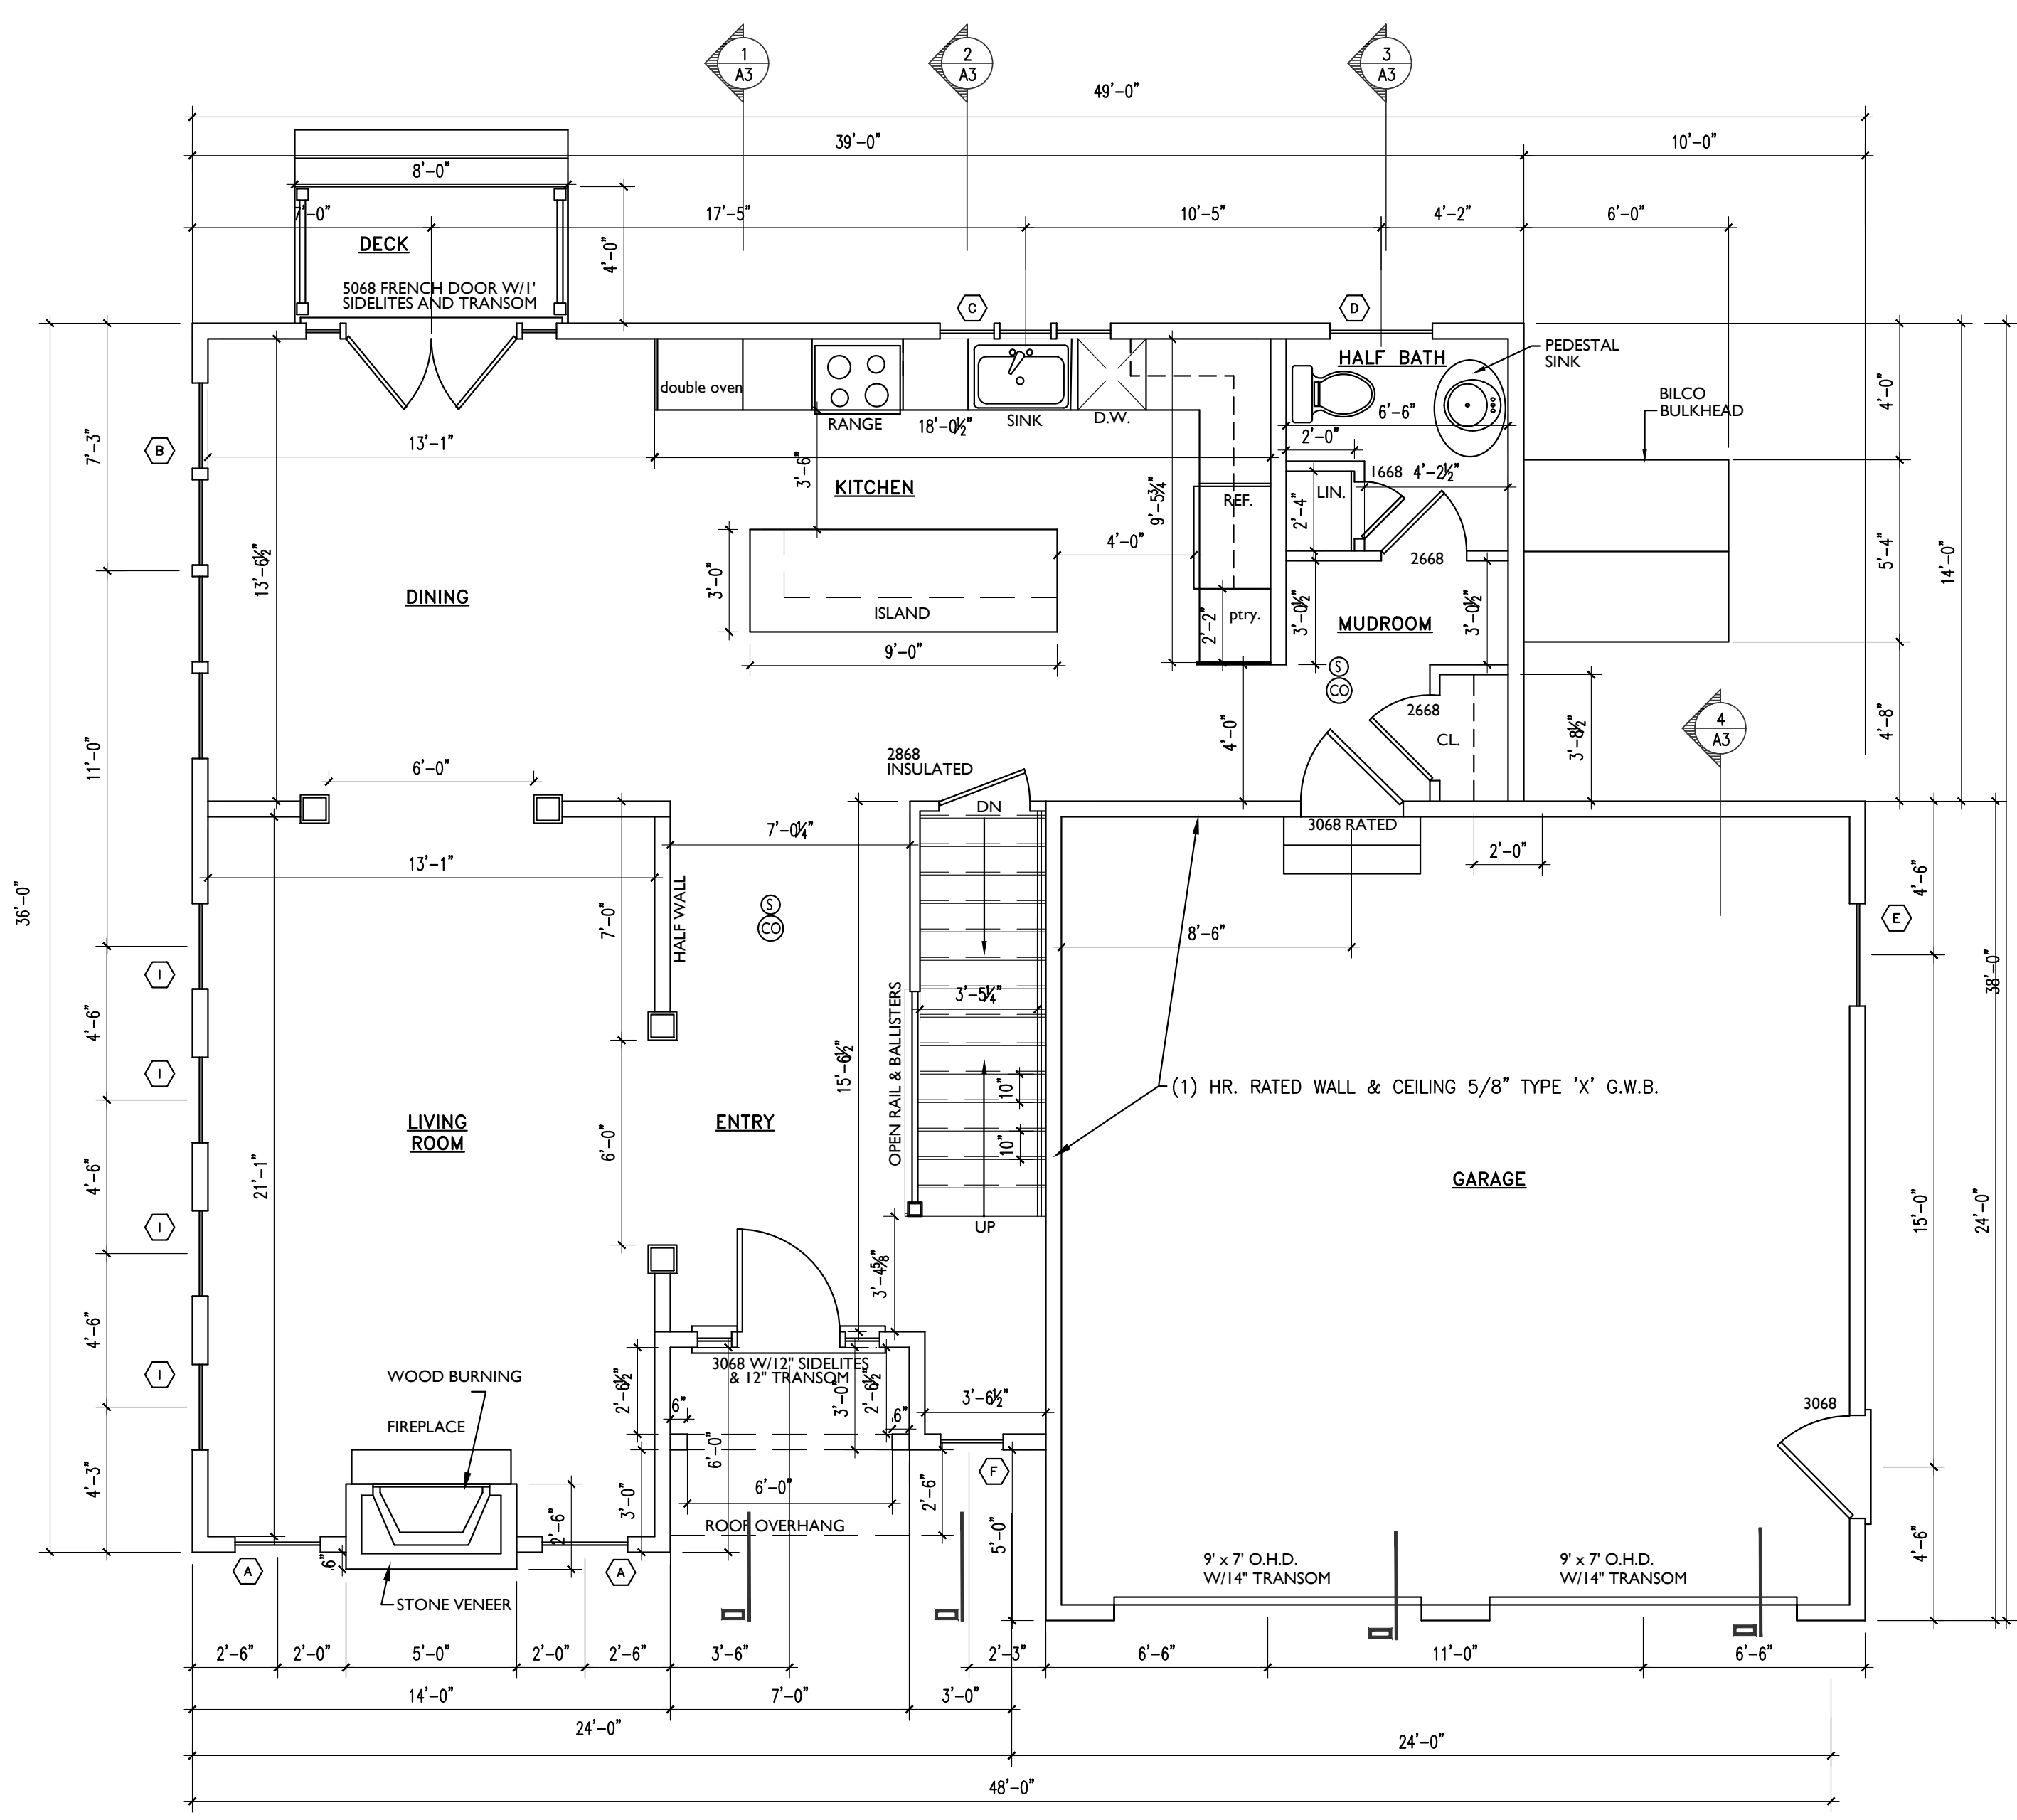 1
A3
2
A3
3
A3
49'-0"
39'-0"
10'-0"
8'-0"
7'-0"
17'-5"
10'-5"
4'-2"
6'-0"
DECK
4'-0"
5068 FRENCH DOOR W/1'
SIDELITES AND TRANSOM
C
D
HALF BATH
PEDESTAL
SINK
double oven
RANGE
18'-0½"
SINK
D.W.
6'-6"
BILCO
BULKHEAD
4'-0"
7'-3"
B
13'-1"
2'-0"
3'-6"
KITCHEN
9'-5¾"
REF.
LIN.
1668
4'-2½"
2'-4"
13'-6½"
4'-0"
2668
5'-4"
14'-0"
DINING
3'-0"
ISLAND
2'-2"
ptry.
3'-0½"
MUDROOM
3'-0½"
9'-0"
S
CO
2668
CL.
3'-8½"
4
A3
4'-8"
11'-0"
6'-0"
2868
INSULATED
4'-0"
DN
3068 RATED
7'-0¼"
2'-0"
13'-1"
4'-6"
36'-0"
7'-0"
HALF WALL
S
CO
8'-6"
E
38'-0"
I
3'-5¼"
4'-6"
I
15'-6½"
OPEN RAIL & BALLISTERS
10"
(1) HR. RATED WALL & CEILING 5/8" TYPE 'X' G.W.B.
LIVING
ROOM
ENTRY
6'-0"
10"
GARAGE
4'-6"
21'-1"
15'-0"
24'-0"
I
UP
3'-4⅝"
4'-6"
I
WOOD BURNING
FIREPLACE
3068 W/12" SIDELITES
& 12" TRANSOM
2'-6½"
3'-0"
2'-6½"
3'-6½"
3068
6"
6"
6'-0"
F
4'-3"
6'-0"
2'-6"
3'-0"
2'-6"
ROOF OVERHANG
5'-0"
4'-6"
6"
A
A
STONE VENEER
9' x 7' O.H.D.
W/14" TRANSOM
9' x 7' O.H.D.
W/14" TRANSOM
2'-6"
2'-0"
5'-0"
2'-0"
2'-6"
3'-6"
2'-3"
6'-6"
11'-0"
6'-6"
14'-0"
7'-0"
3'-0"
24'-0"
24'-0"
48'-0"